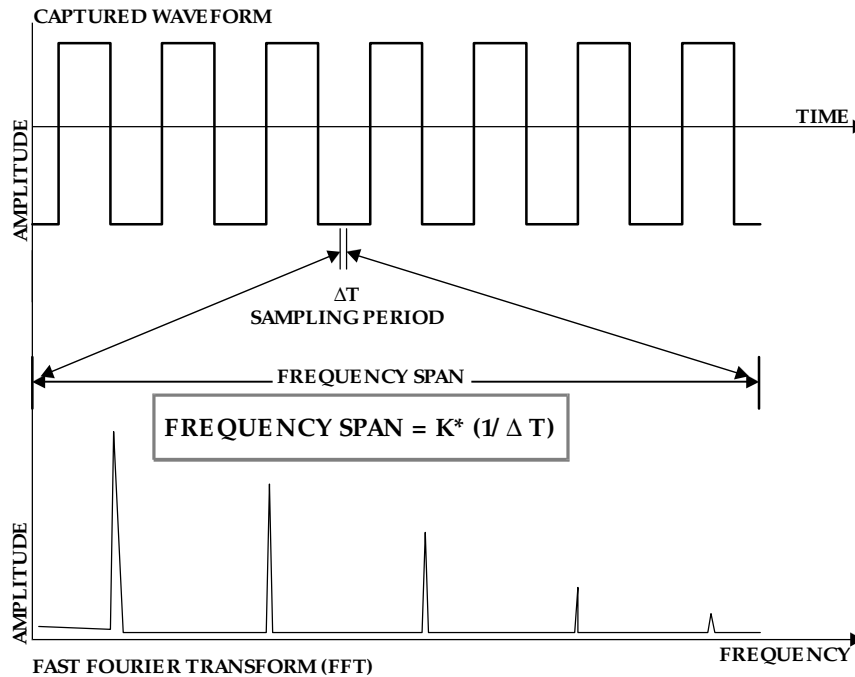 CAPTURED WAVEFORM
TIME
AMPLITUDE
ΔT
SAMPLING PERIOD
FREQUENCY SPAN
FREQUENCY SPAN = K* (1/ Δ T)
AMPLITUDE
FREQUENCY
FAST FOURIER TRANSFORM (FFT)